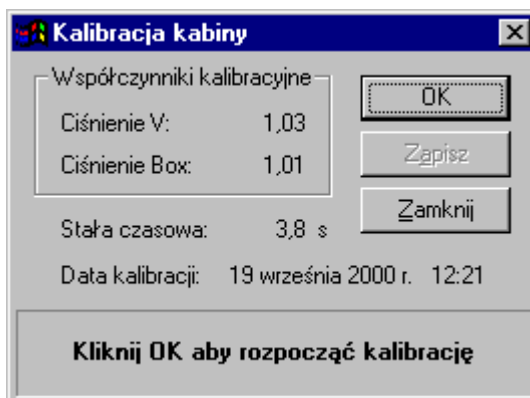 Kalibracja kabiny
Współczynniki kalibracyjne
Ciśnienie V: 1,03
Ciśnienie Box: 1,01
OK
Zapisz
Zamknij
Stała czasowa: 3,8 s
Data kalibracji: 19 września 2000 r. 12:21
Kliknij OK aby rozpocząć kalibrację